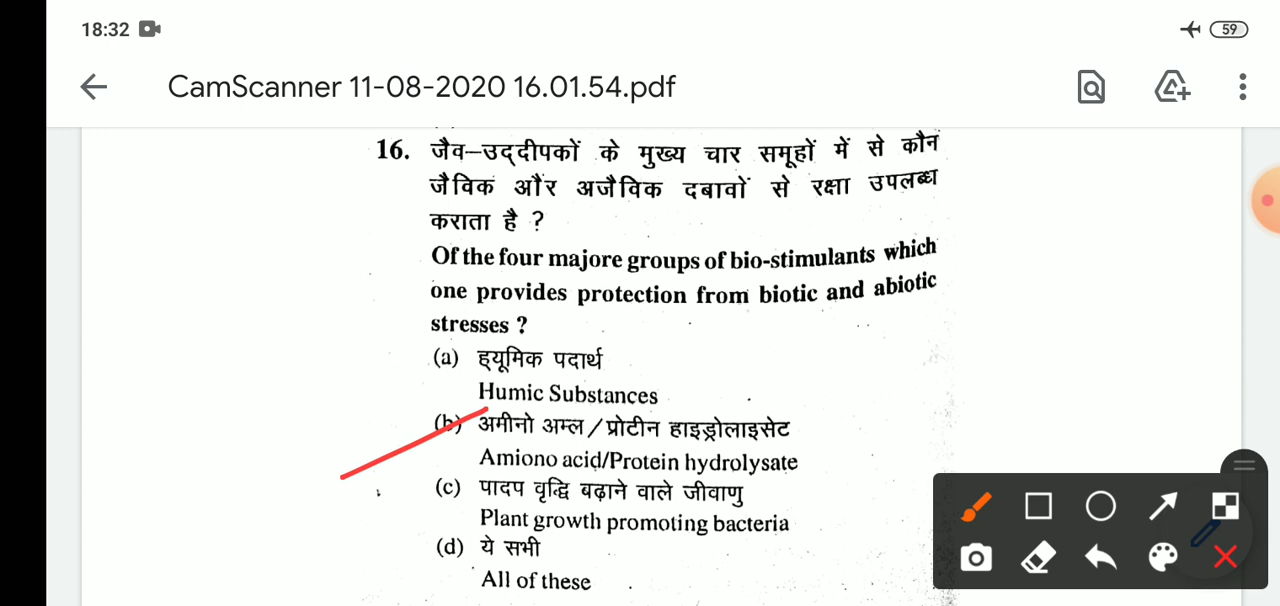 18:32
59
CamScanner 11-08-2020 16.01.54.pdf
16. जैव–उद्दीपकों के मुख्य चार समूहों में से कौन
जैविक और अजैविक दबावों से रक्षा उपलब्ध
कराता है ?
Of the four majore groups of bio-stimulants which
one provides protection from biotic and abiotic
stresses ?
(a) ह्यूमिक पदार्थ
Humic Substances
(b) अमीनो अम्ल/प्रोटीन हाइड्रोलाइसेट
Amiono acid/Protein hydrolysate
(c) पादप वृद्धि बढ़ाने वाले जीवाणु
Plant growth promoting bacteria
(d) ये सभी
All of these